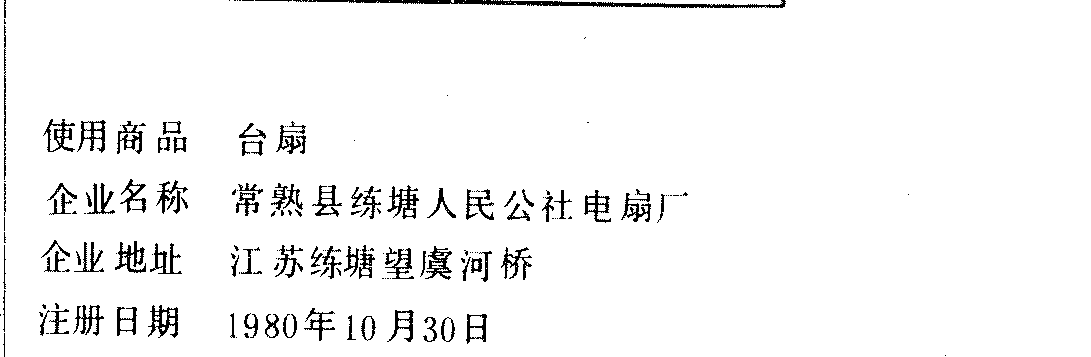 使用商品 台扇
企业名称 常熟县练塘人民公社电扇厂
企业地址 江苏练塘望虞河桥
注册日期 1980年10月30日